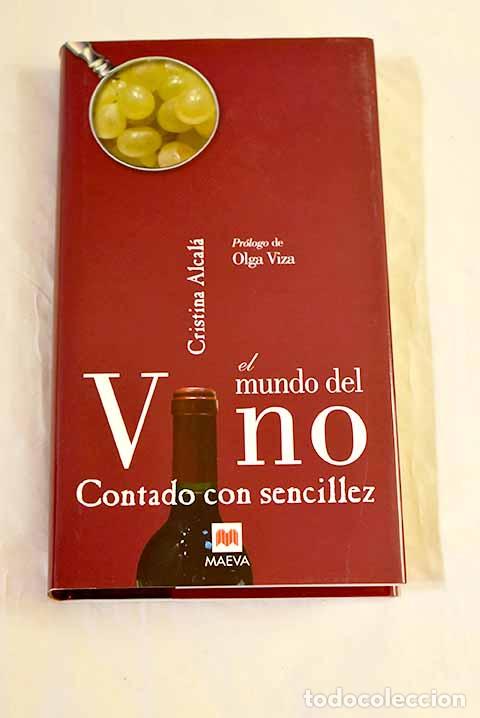 Prólogo de
Olga Viza
Cristina Alcalá
el
mundo del
Vino
Contado con sencillez
MAEVA
todocoleccion